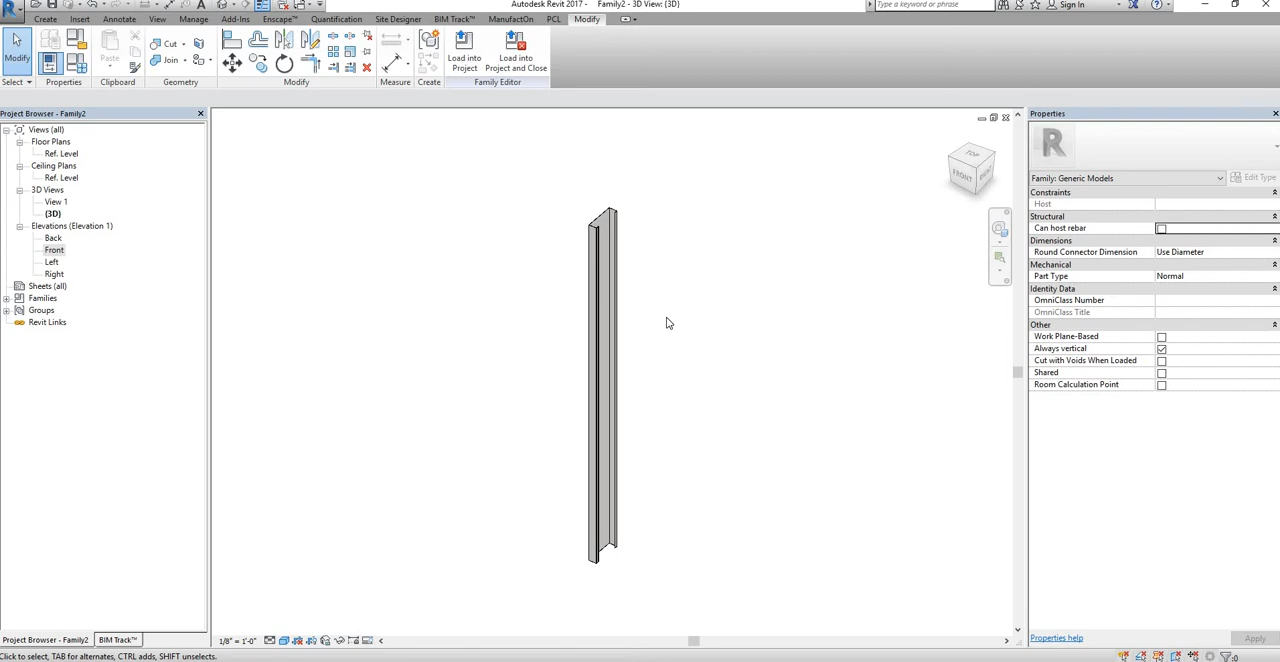 Autodesk Revit 2017 - Family2 - 3D View: {3D}
Type a keyword or phrase
Sign In
Create Insert Annotate View Manage Add-Ins Enscape™ Quantification Site Designer BIM Track™ ManufactOn PCL Modify
Modify
Paste
Cut
Join
Load into
Project
Load into
Project and Close
Select Properties Clipboard Geometry Modify Measure Create Family Editor
Project Browser - Family2
Views (all)
Floor Plans
Ref. Level
Ceiling Plans
Ref. Level
3D Views
View 1
{3D}
Elevations (Elevation 1)
Back
Front
Left
Right
Sheets (all)
Families
Groups
Revit Links
TOP
FRONT
RIGHT
Properties
R
Family: Generic Models
Edit Type
Constraints
Host
Structural
Can host rebar
Dimensions
Round Connector Dimension Use Diameter
Mechanical
Part Type Normal
Identity Data
OmniClass Number
OmniClass Title
Other
Work Plane-Based
Always vertical
Cut with Voids When Loaded
Shared
Room Calculation Point
Properties help
Apply
Project Browser - Family2 BIM Track™
1/8" = 1'-0"
Click to select, TAB for alternates, CTRL adds, SHIFT unselects.
:0